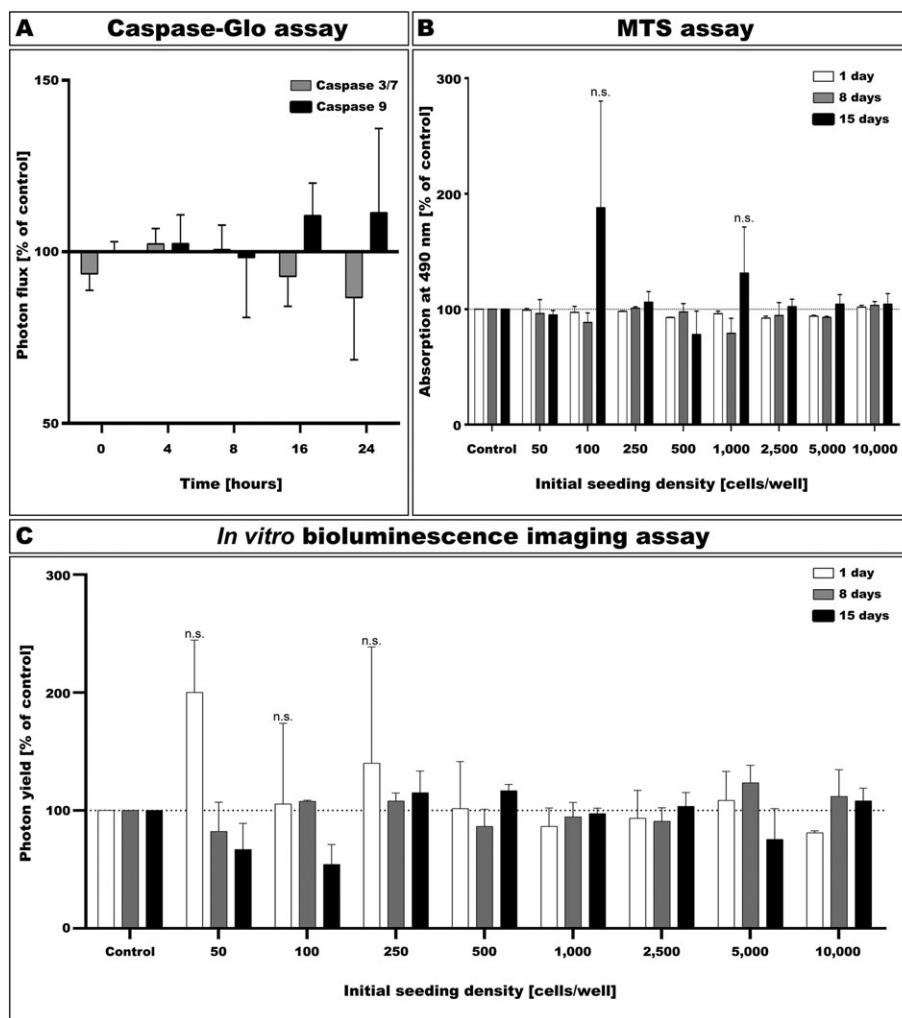 A Caspase-Glo assay
Caspase 3/7
Caspase 9
Photon flux [% of control]
150
100
50
0 4 8 16 24
Time [hours]
B MTS assay
1 day
8 days
15 days
Absorption at 490 nm [% of control]
300
200
100
0
n.s.
n.s.
Control 50 100 250 500 1,000 2,500 5,000 10,000
Initial seeding density [cells/well]
C In vitro bioluminescence imaging assay
1 day
8 days
15 days
Photon yield [% of control]
300
200
100
0
n.s.
n.s.
n.s.
Control 50 100 250 500 1,000 2,500 5,000 10,000
Initial seeding density [cells/well]